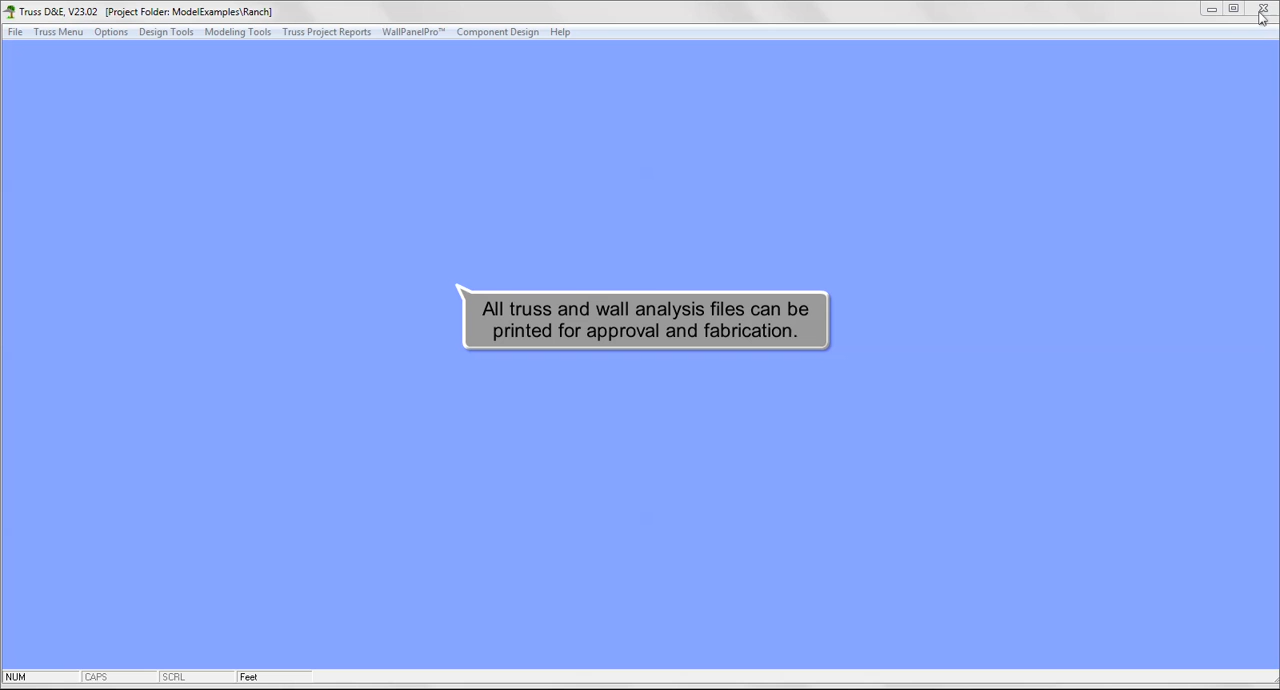 Truss D&E, V23.02 [Project Folder: ModelExamples\Ranch]
File Truss Menu Options Design Tools Modeling Tools Truss Project Reports WallPanelPro™ Component Design Help
All truss and wall analysis files can be
printed for approval and fabrication.
NUM CAPS SCRL Feet